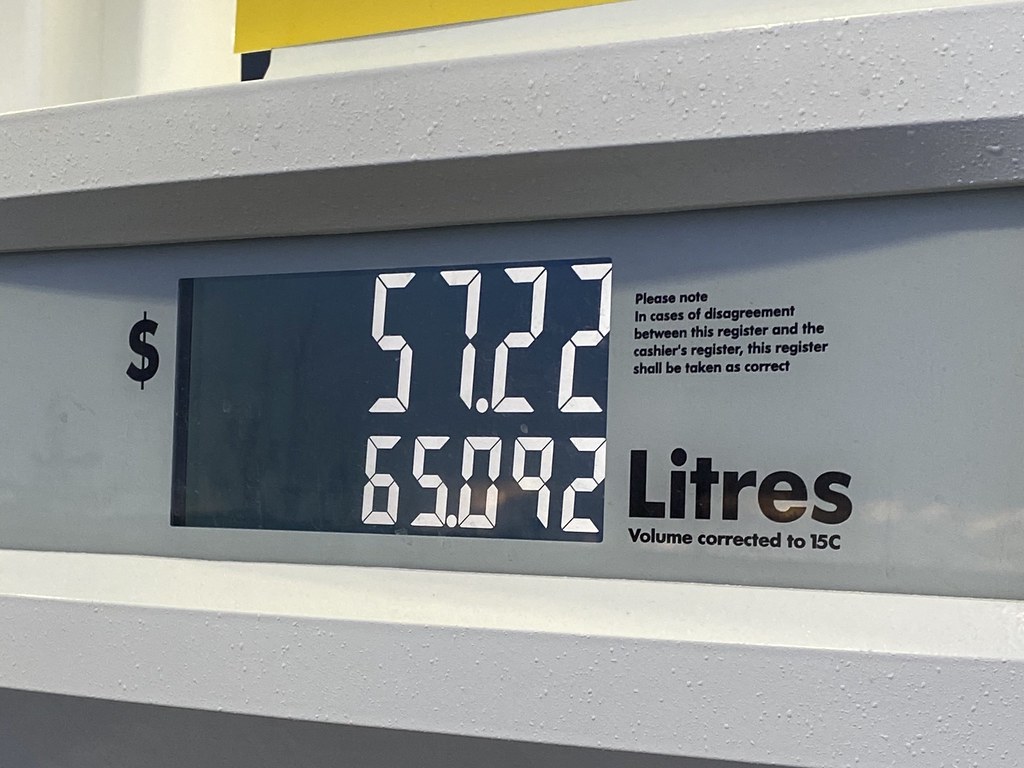 $ 57.22
Please note
In cases of disagreement
between this register and the
cashier's register, this register
shall be taken as correct
65.092 Litres
Volume corrected to 15C